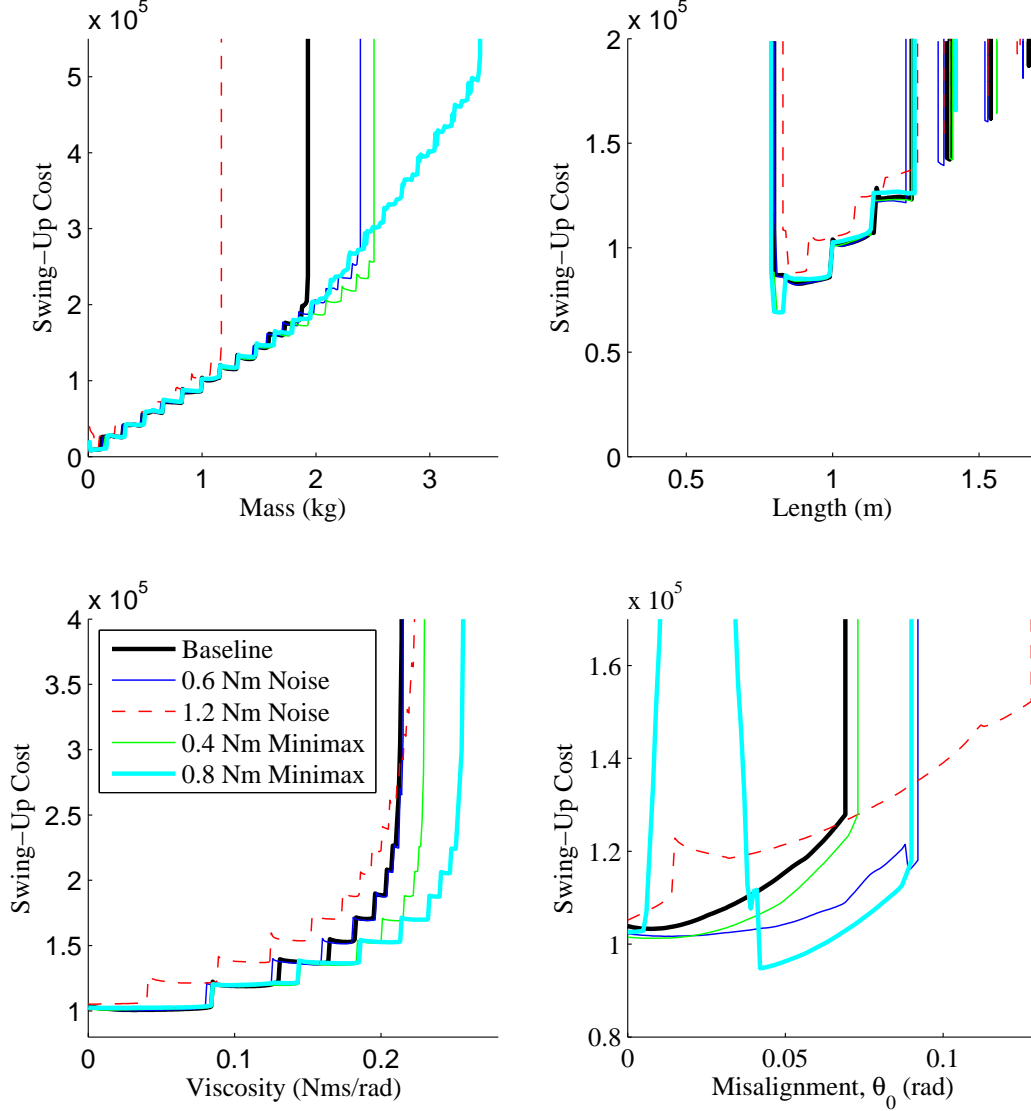 x 10^5
5
4
3
2
1
0
0 1 2 3
Swing-Up Cost
Mass (kg)
x 10^5
2
1.5
1
0.5
0
0.5 1 1.5
Swing-Up Cost
Length (m)
x 10^5
4
3.5
3
2.5
2
1.5
1
0 0.1 0.2
Swing-Up Cost
Viscosity (Nms/rad)
Baseline
0.6 Nm Noise
1.2 Nm Noise
0.4 Nm Minimax
0.8 Nm Minimax
x 10^5
1.6
1.4
1.2
1
0.8
0 0.05 0.1
Swing-Up Cost
Misalignment, θ_0 (rad)